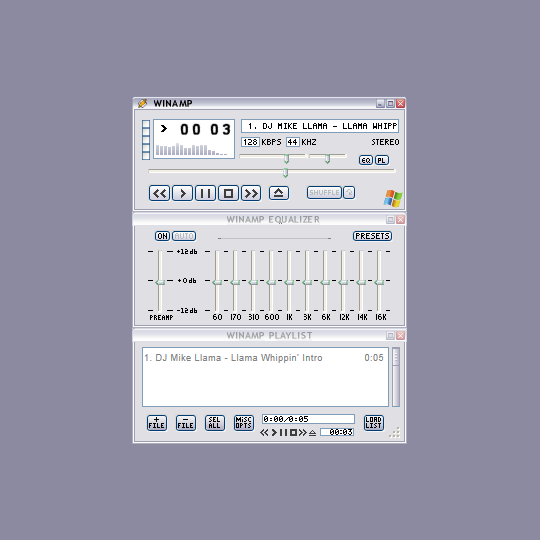 WINAMP
> 00 03
1. DJ MIKE LLAMA - LLAMA WHIPP
128 KBPS 44 KHZ STEREO
EQ PL
SHUFFLE
WINAMP EQUALIZER
ON AUTO PRESETS
+12db
+0db
-12db
PREAMP 60 170 310 600 1K 3K 6K 12K 14K 16K
WINAMP PLAYLIST
1. DJ Mike Llama - Llama Whippin' Intro 0:05
+ FILE
- FILE
SEL ALL
MISC OPTS
0:00/0:05
00:03
LOAD LIST